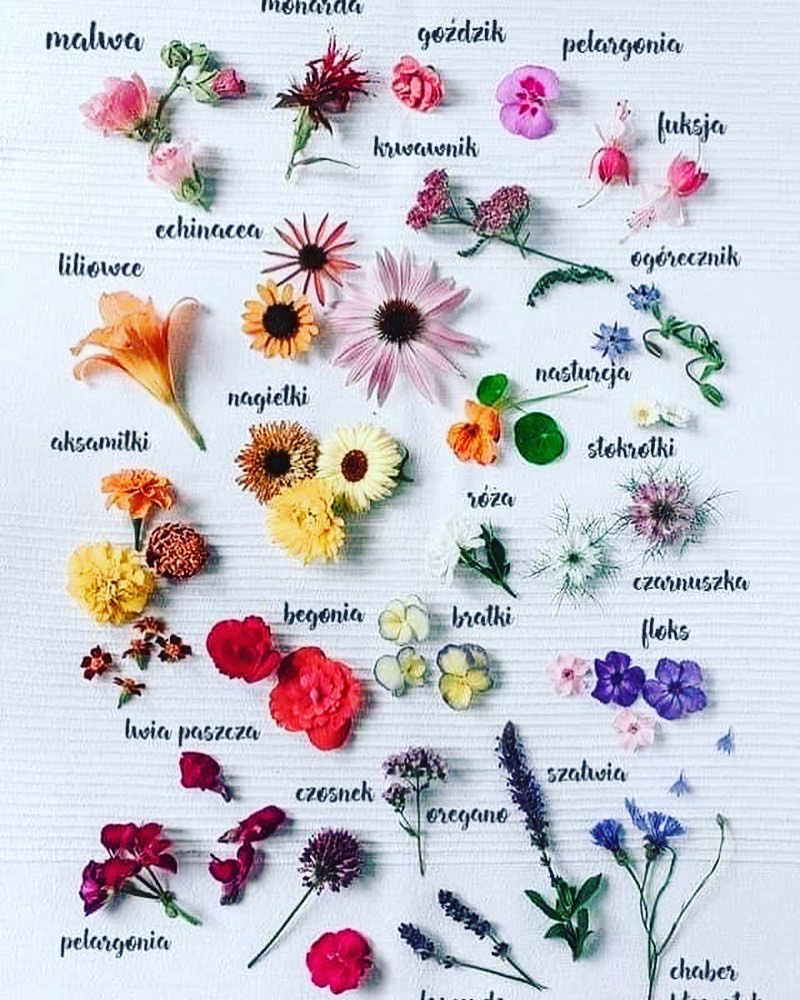 monarda
malwa
goździk
pelargonia
fuksja
krwawnik
echinacea
liliowce
ogórecznik
nasturcja
nagietki
aksamitki
stokrotki
róża
czarnuszka
begonia
bratki
floks
lwia paszcza
szałwia
czosnek
oregano
pelargonia
chaber